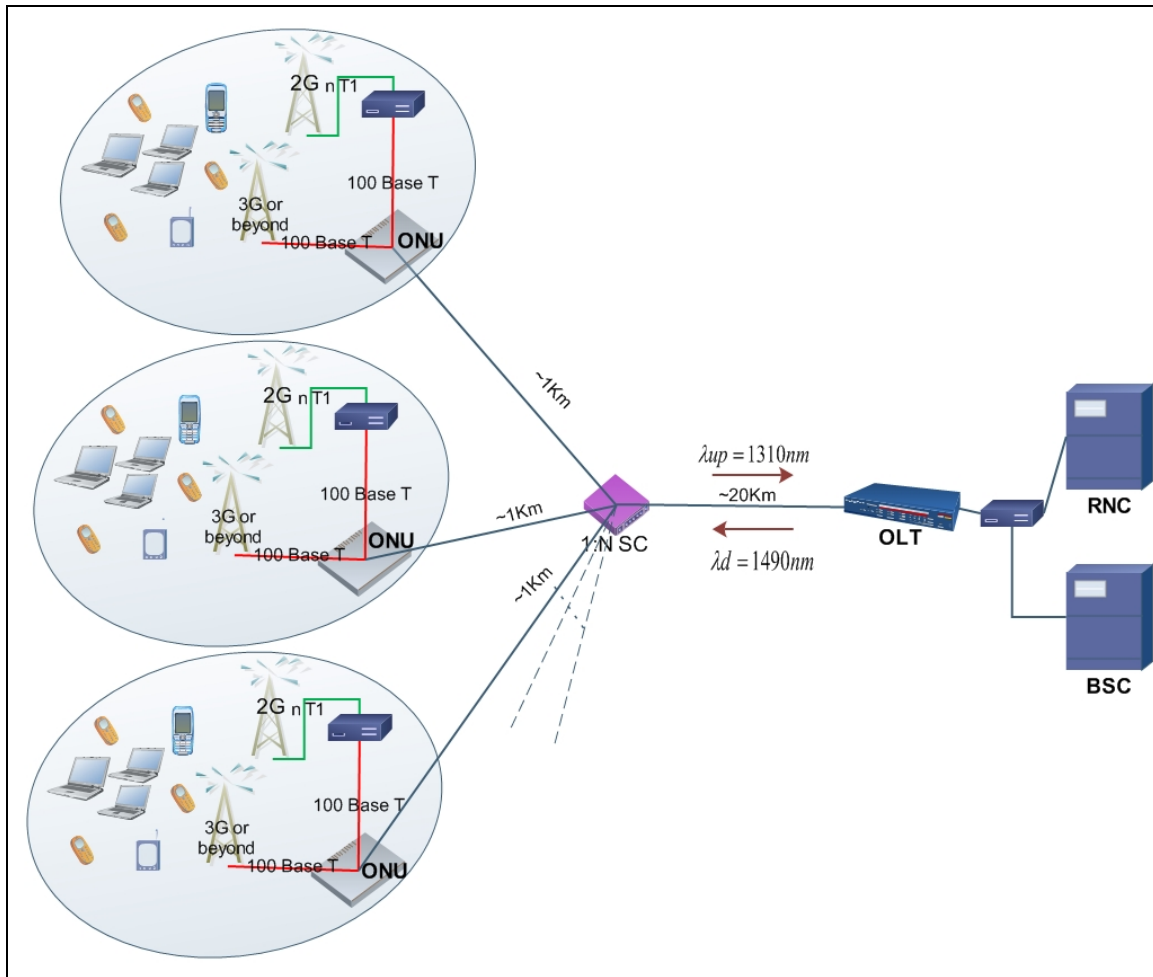 2G n T1
100 Base T
3G or
beyond
100 Base T
ONU
~1Km
2G n T1
100 Base T
3G or
beyond
100 Base T
ONU
~1Km
~1Km
1:N SC
λup = 1310nm
~20Km
λd = 1490nm
OLT
RNC
BSC
2G n T1
100 Base T
3G or
beyond
100 Base T
ONU